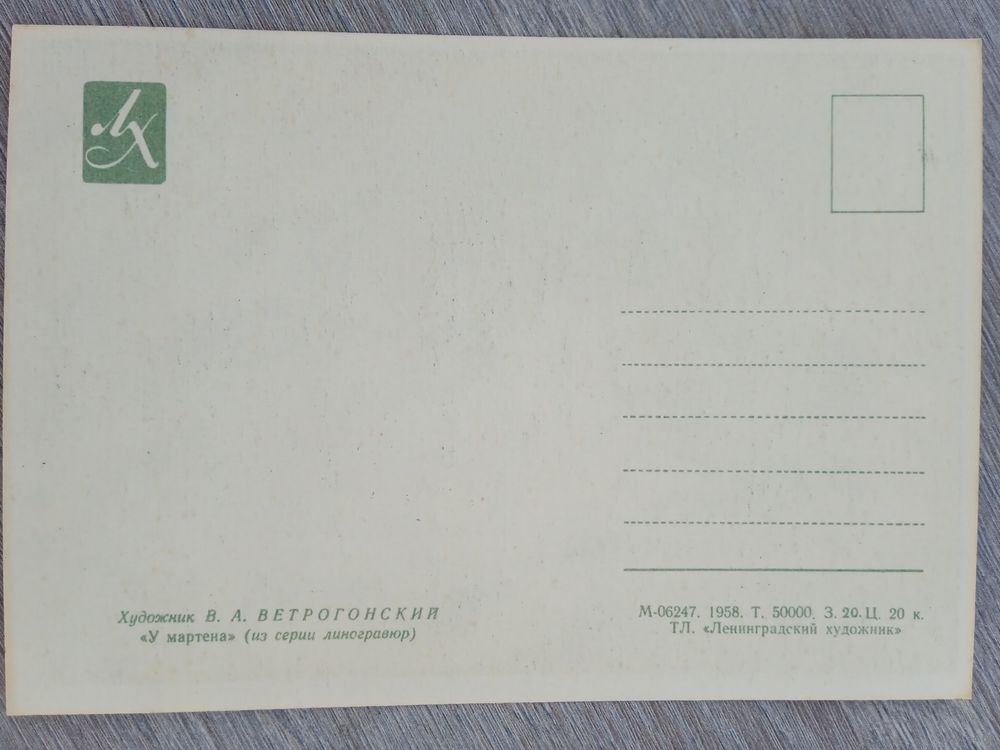 ЛХ
Художник В. А. ВЕТРОГОНСКИЙ
«У мартена» (из серии линогравюр)
М-06247. 1958. Т. 50000. З. 20. Ц. 20 к.
ТЛ. «Ленинградский художник»